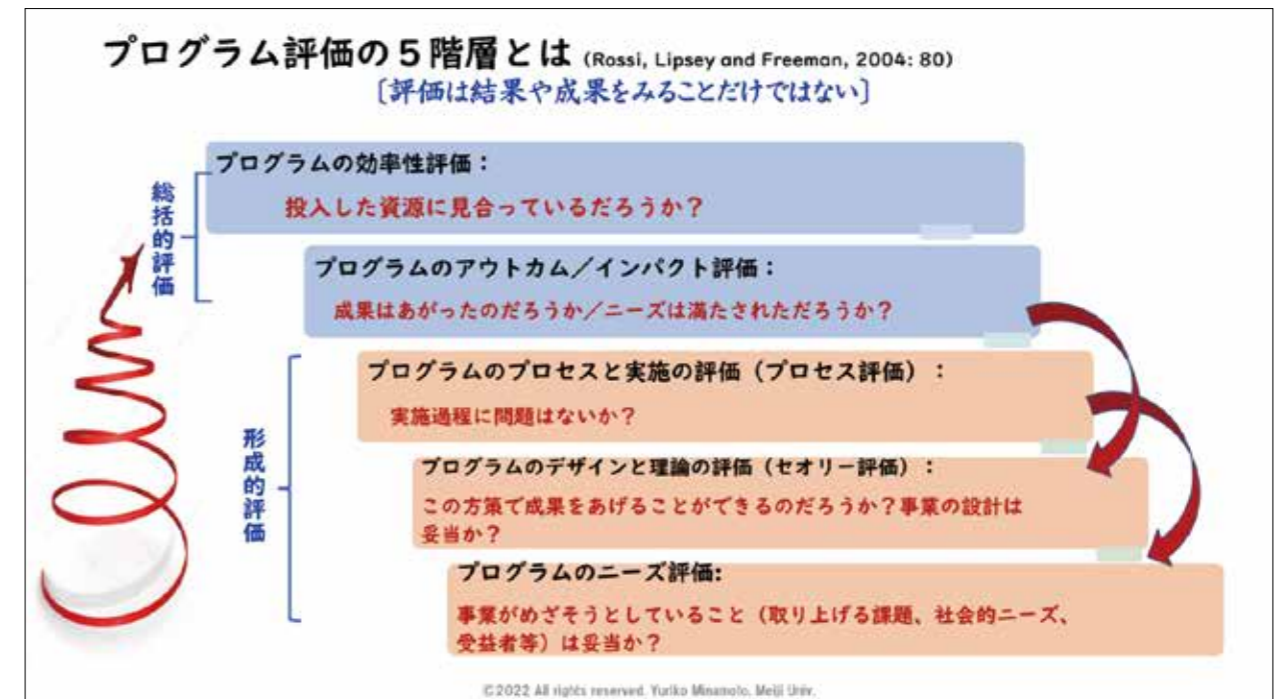 プログラム評価の5階層とは (Rossi, Lipsey and Freeman, 2004: 80)
〔評価は結果や成果をみることだけではない〕
プログラムの効率性評価：
投入した資源に見合っているだろうか？
総括的評価
プログラムのアウトカム／インパクト評価：
成果はあがったのだろうか／ニーズは満たされただろうか？
プログラムのプロセスと実施の評価（プロセス評価）：
実施過程に問題はないか？
形成的評価
プログラムのデザインと理論の評価（セオリー評価）：
この方策で成果をあげることができるのだろうか？事業の設計は
妥当か？
プログラムのニーズ評価:
事業がめざそうとしていること（取り上げる課題、社会的ニーズ、
受益者等）は妥当か？
©2022 All rights reserved. Yuriko Minamoto. Meiji Univ.